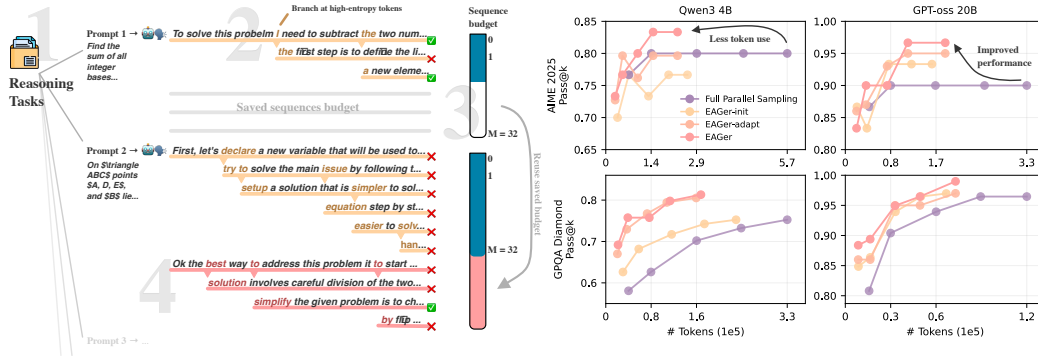 Branch at high-entropy tokens
Sequence
budget
1
2
3
4
Reasoning
Tasks
Prompt 1 →
Find the
sum of all
integer
bases...
To solve this probelm I need to subtract the two num...
the first step is to define the li...
a new eleme...
Saved sequences budget
0
1
M = 32
Reuse saved budget
Prompt 2 →
On $\triangle
ABC$ points
$A, D, E$,
and $B$ lie...
First, let's declare a new variable that will be used to...
try to solve the main issue by following t...
setup a solution that is simpler to sol...
equation step by st...
easier to solv...
han...
0
1
M = 32
Ok the best way to address this problem it to start ...
solution involves careful division of the two...
simplify the given problem is to ch...
by flip ...
Prompt 3 → ...
Qwen3 4B
GPT-oss 20B
AIME 2025
Pass@k
0.85
0.80
0.75
0.70
0.65
Less token use
Full Parallel Sampling
EAGer-init
EAGer-adapt
EAGer
1.4
2.9
5.7
1.00
0.95
0.90
0.85
0.80
Improved
performance
0.8
1.7
3.3
GPQA Diamond
Pass@k
0.8
0.7
0.6
0.8
1.6
3.3
# Tokens (1e5)
1.00
0.95
0.90
0.85
0.80
0.3
0.6
1.2
# Tokens (1e5)